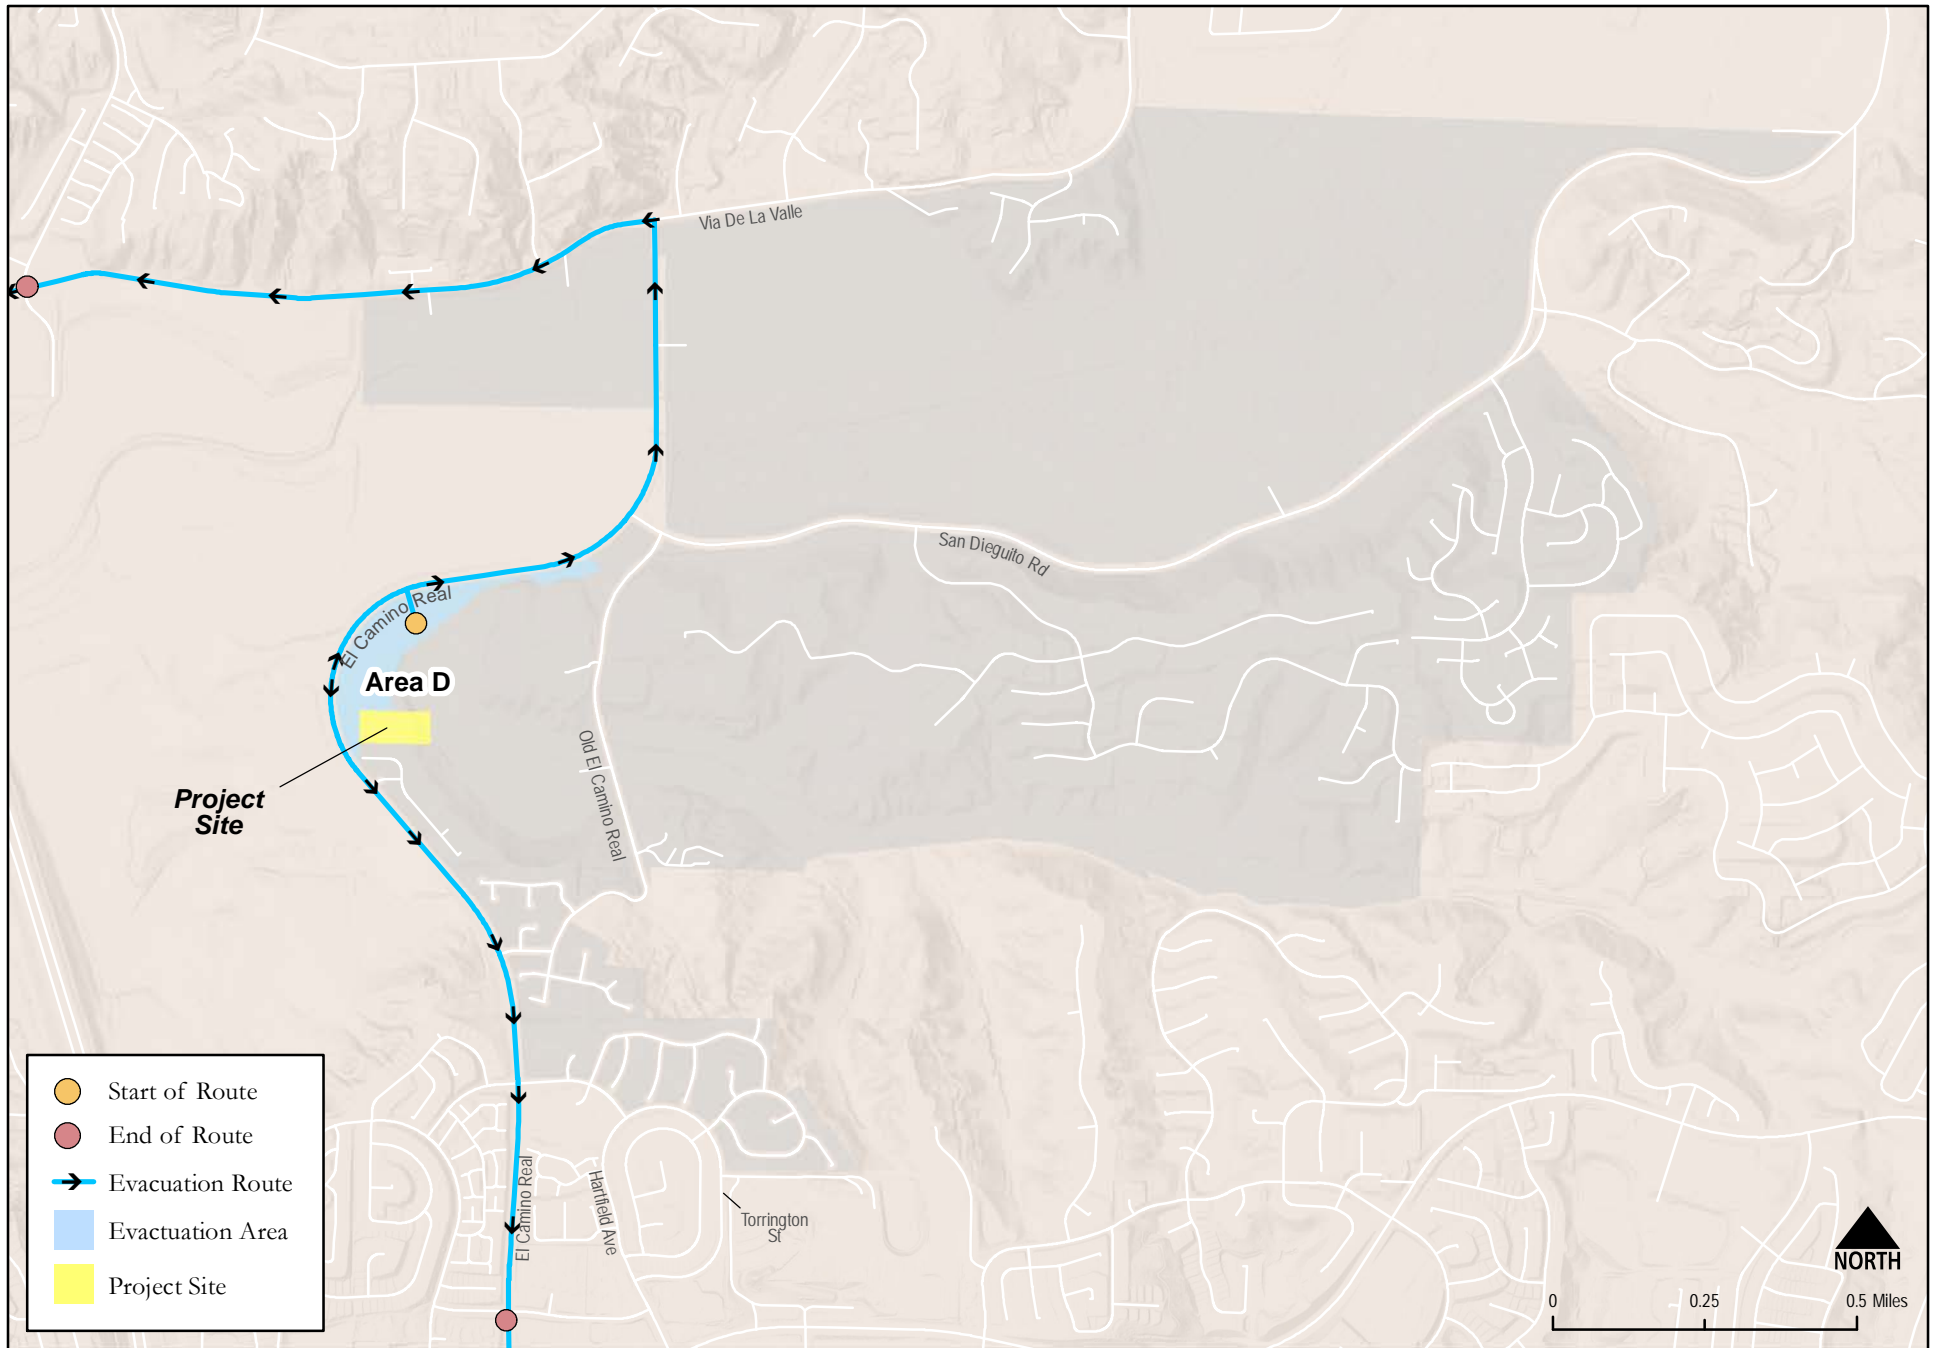 Via De La Valle
San Dieguito Rd
El Camino Real
Area D
Old El Camino Real
Project
Site
El Camino Real
Hartfield Ave
Torrington
St
Start of Route
End of Route
Evacuation Route
Evactuation Area
Project Site
NORTH
0 0.25 0.5 Miles